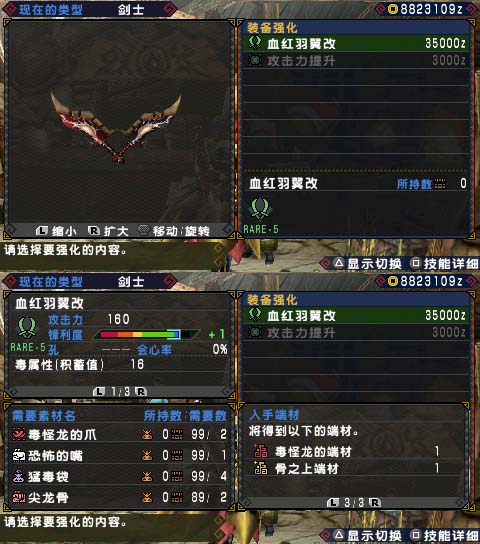 现在的类型 剑士
8823109z
装备强化
血红羽翼改 35000z
攻击力提升 3000z
血红羽翼改 所持数 0
RARE-5
L 缩小 R 扩大 移动:旋转
请选择要强化的内容。
△显示切换 □技能详细
现在的类型 剑士
8823109z
血红羽翼改
攻击力 160
锋利度 +1
RARE-5
孔 --- 会心率 0%
毒属性(积蓄值) 16
L 1/3 R
装备强化
血红羽翼改 35000z
攻击力提升 3000z
需要素材名 所持数 需要数
毒怪龙的爪 0 99/ 2
恐怖的嘴 0 99/ 1
猛毒袋 0 99/ 4
尖龙骨 0 89/ 2
入手端材
将得到以下的端材。
毒怪龙的端材 1
骨之上端材 1
L 3/3 R
请选择要强化的内容。
△显示切换 □技能详细